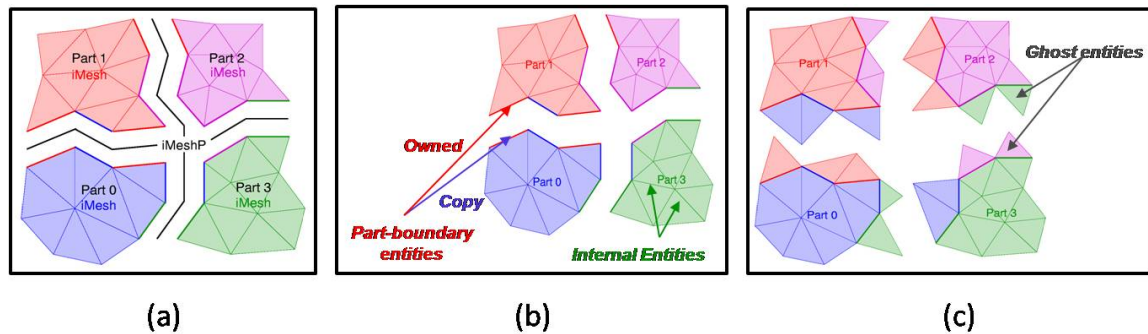 Part 1
iMesh
Part 2
iMesh
iMeshP
Part 0
iMesh
Part 3
iMesh
(a)
Part 1
Part 2
Owned
Part 0
Part 3
Copy
Part-boundary
entities
Internal Entities
(b)
Part 1
Part 2
Ghost entities
Part 0
Part 3
(c)